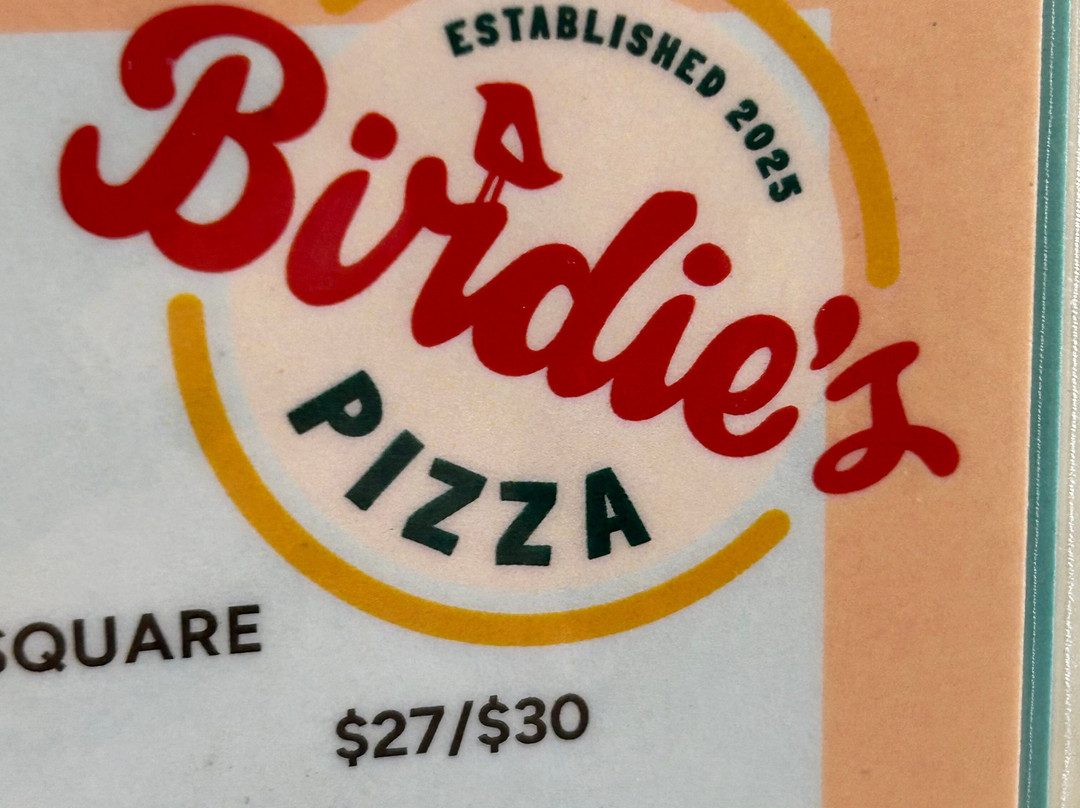 ESTABLISHED 2025
Birdie's
PIZZA
SQUARE
$27/$30